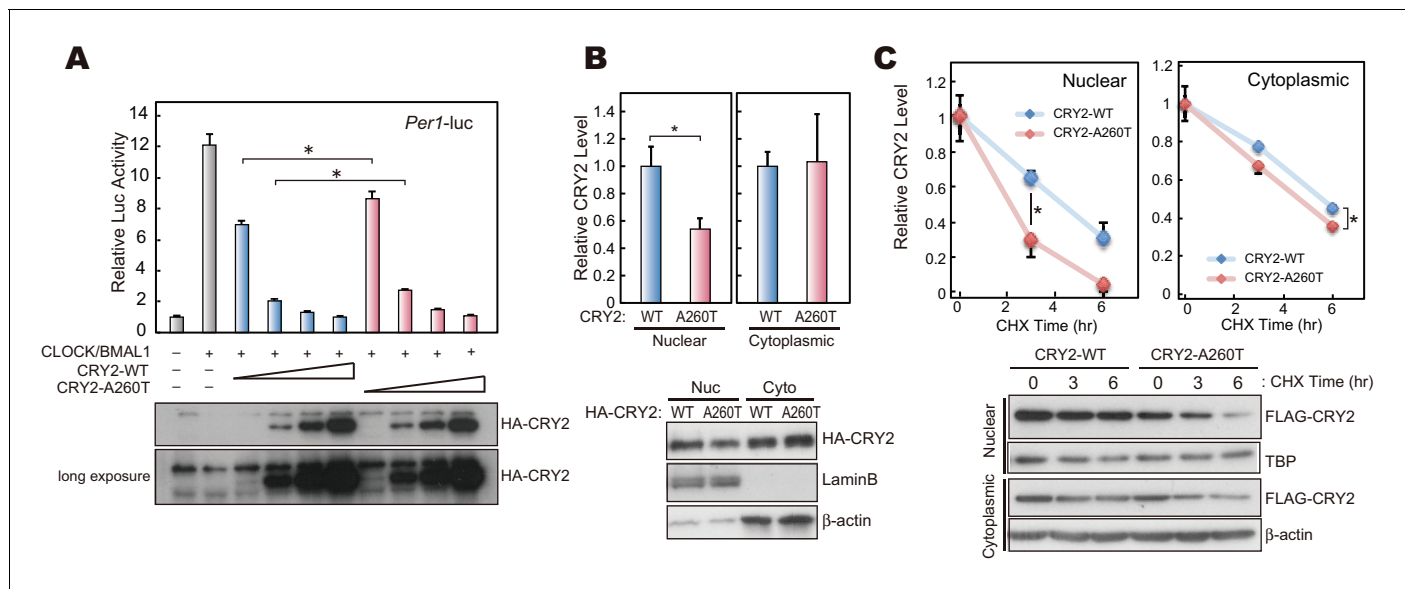 A
Per1-luc
Relative Luc Activity
14
12
10
8
6
4
2
0
*
*
CLOCK/BMAL1 – + + + + + + + + +
CRY2-WT – –
CRY2-A260T – –
HA-CRY2
long exposure HA-CRY2
B
Relative CRY2 Level
1.4
1.2
1.0
0.8
0.6
0.4
0.2
0
*
CRY2: WT A260T WT A260T
Nuclear Cytoplasmic
Nuc Cyto
HA-CRY2: WT A260T WT A260T
HA-CRY2
LaminB
β-actin
C
Relative CRY2 Level
1.2
1
0.8
0.6
0.4
0.2
0
Nuclear
CRY2-WT
CRY2-A260T
*
0 2 4 6
CHX Time (hr)
1.2
1
0.8
0.6
0.4
0.2
0
Cytoplasmic
*
CRY2-WT
CRY2-A260T
0 2 4 6
CHX Time (hr)
CRY2-WT CRY2-A260T
0 3 6 0 3 6 : CHX Time (hr)
Nuclear
FLAG-CRY2
TBP
Cytoplasmic
FLAG-CRY2
β-actin